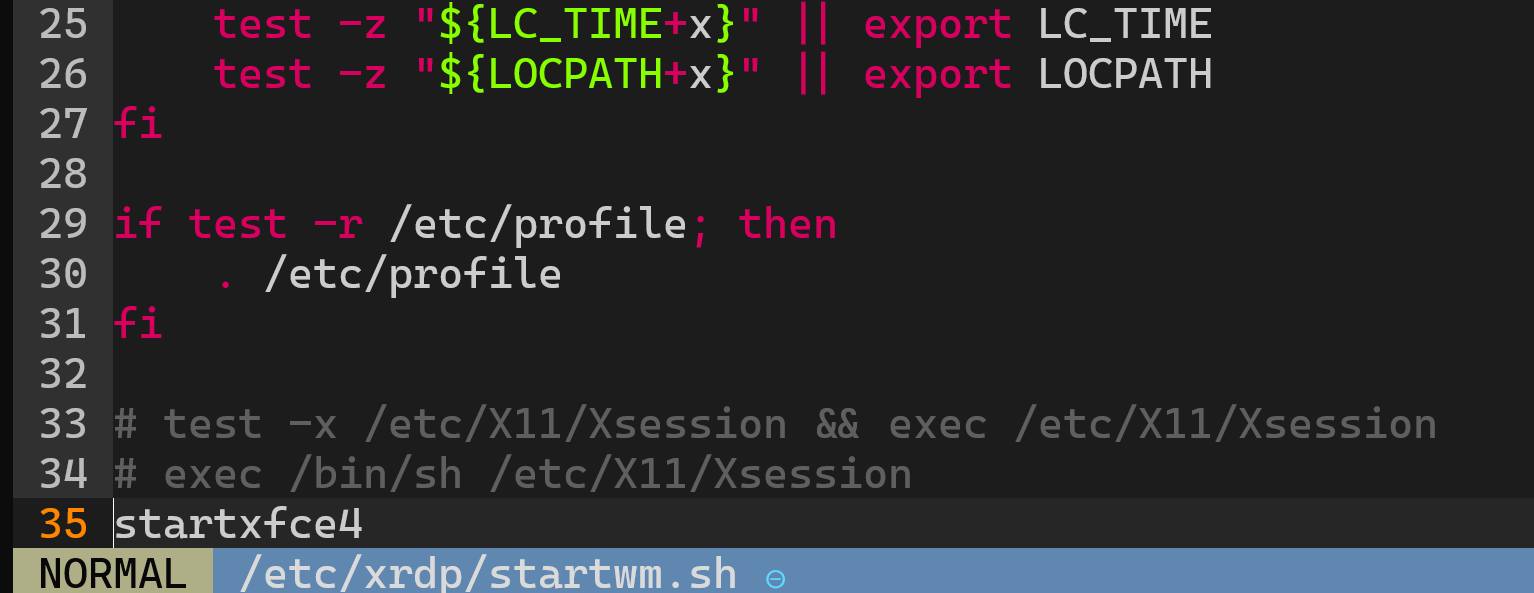 25     test -z "${LC_TIME+x}" || export LC_TIME
26     test -z "${LOCPATH+x}" || export LOCPATH
27 fi
28
29 if test -r /etc/profile; then
30     . /etc/profile
31 fi
32
33 # test -x /etc/X11/Xsession && exec /etc/X11/Xsession
34 # exec /bin/sh /etc/X11/Xsession
35 startxfce4
NORMAL /etc/xrdp/startwm.sh ⊝